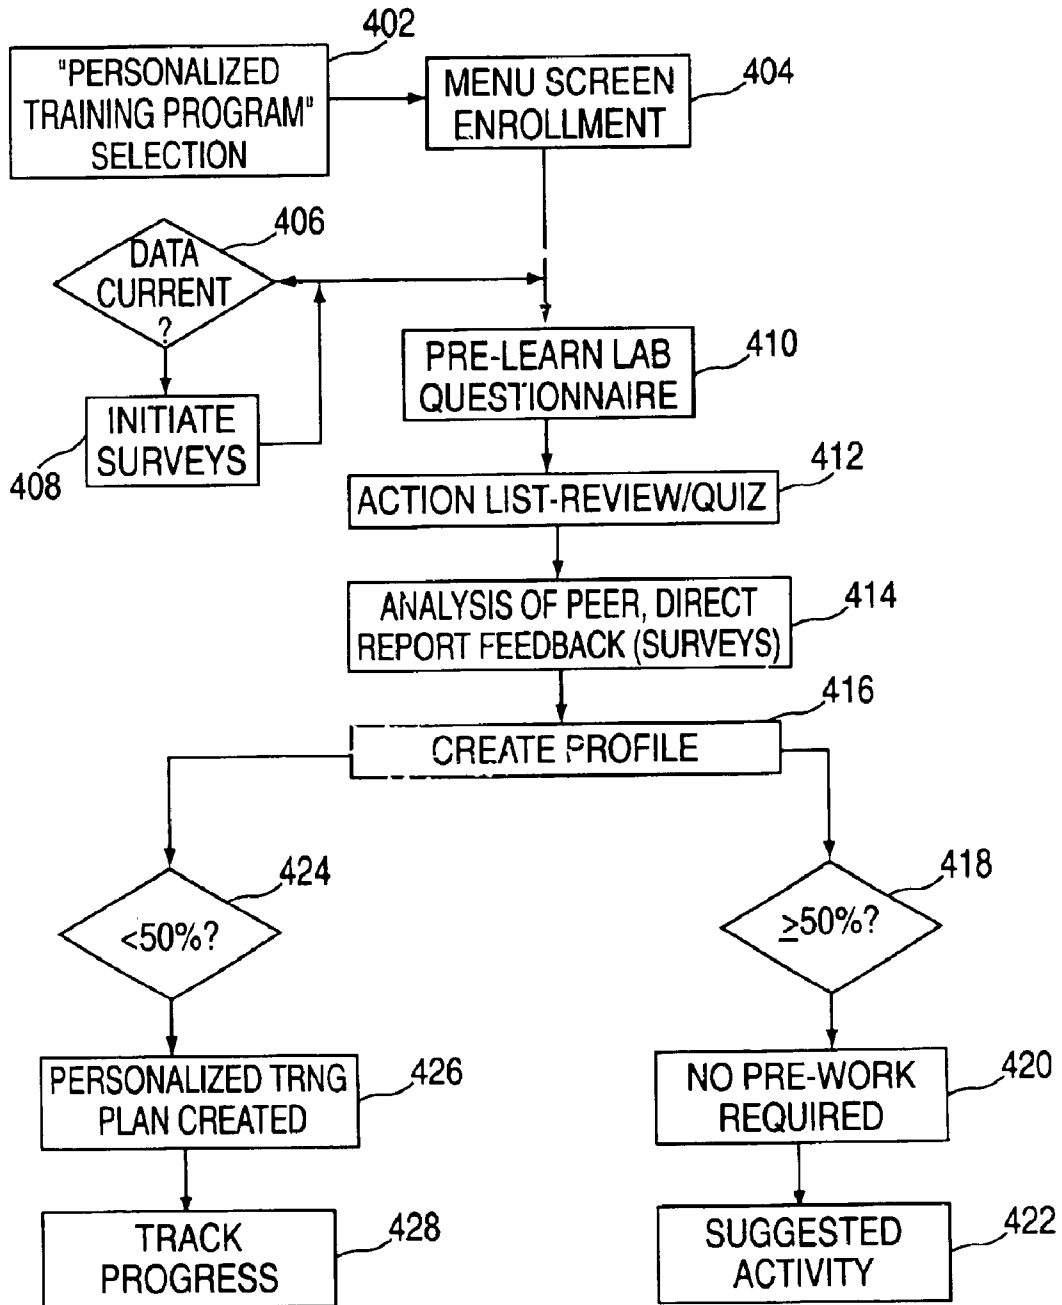 402
"PERSONALIZED
TRAINING PROGRAM"
SELECTION
MENU SCREEN
ENROLLMENT
404
406
DATA
CURRENT
?
INITIATE
SURVEYS
408
PRE-LEARN LAB
QUESTIONNAIRE
410
ACTION LIST-REVIEW/QUIZ
412
ANALYSIS OF PEER, DIRECT
REPORT FEEDBACK (SURVEYS)
414
416
CREATE PROFILE
424
<50%?
418
≥50%?
PERSONALIZED TRNG
PLAN CREATED
426
NO PRE-WORK
REQUIRED
420
TRACK
PROGRESS
428
SUGGESTED
ACTIVITY
422